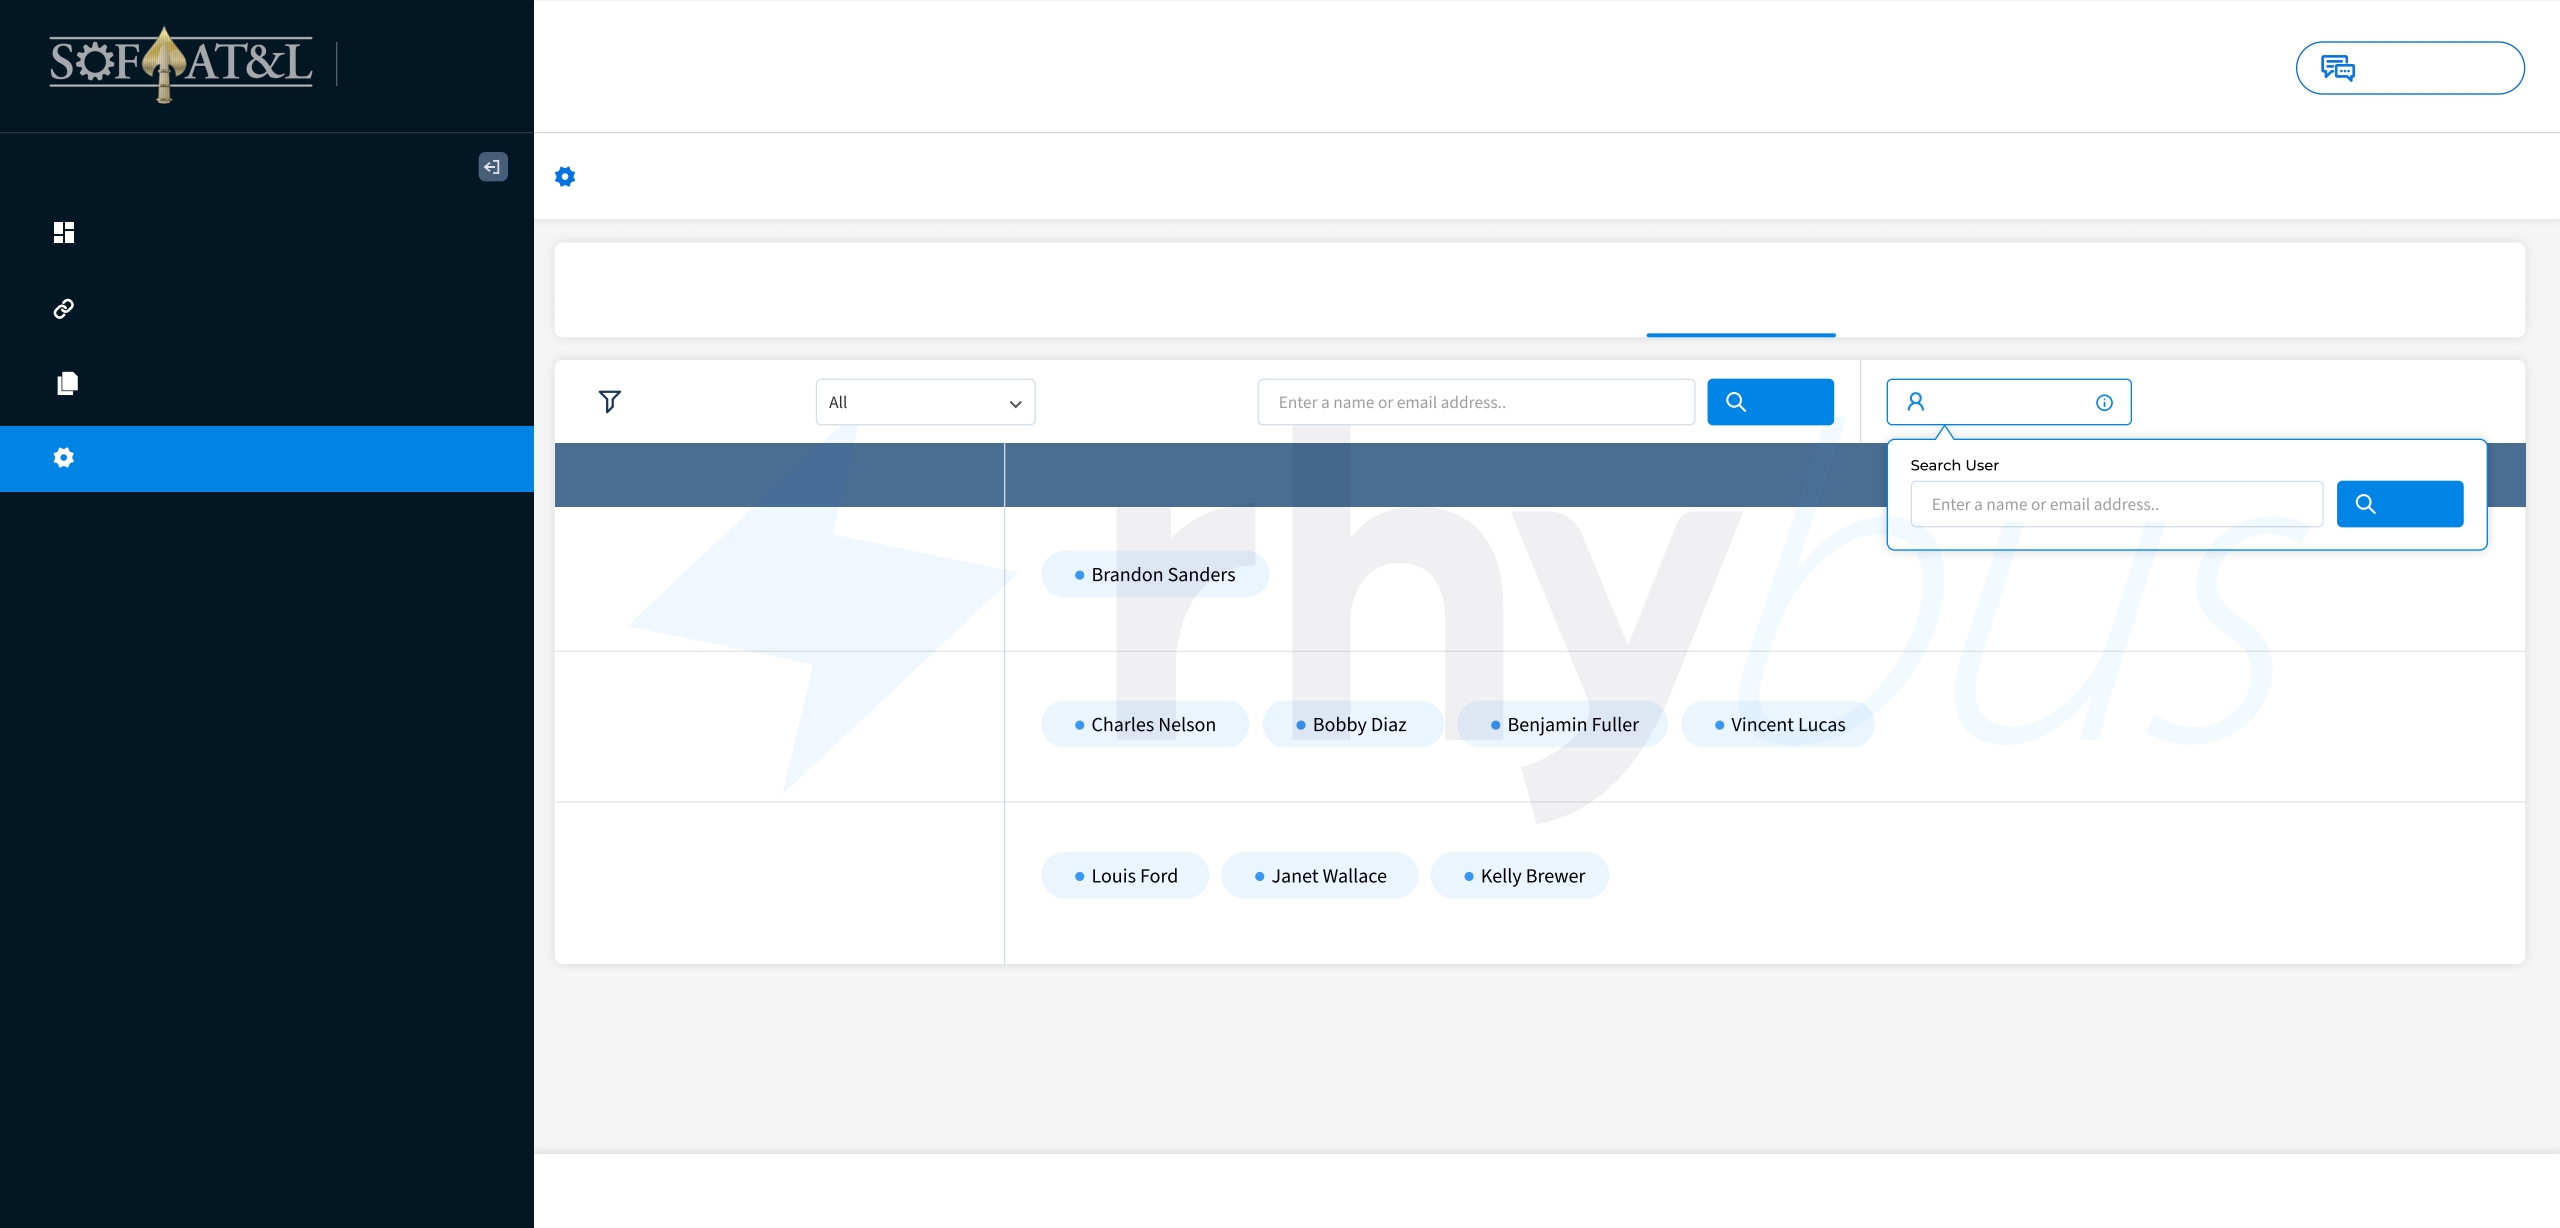 SOF AT&L
All
Enter a name or email address..
Search User
Enter a name or email address..
Brandon Sanders
Charles Nelson Bobby Diaz Benjamin Fuller Vincent Lucas
Louis Ford Janet Wallace Kelly Brewer
rhybus